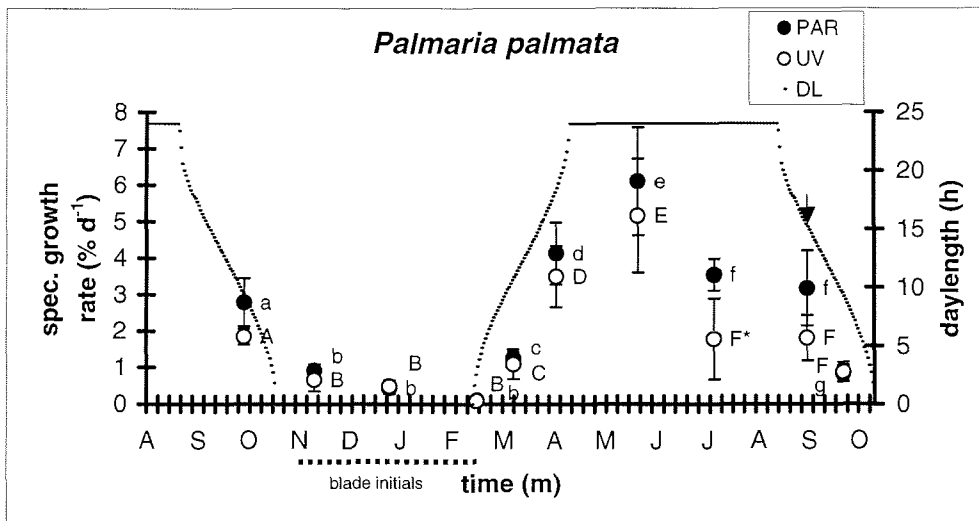 Palmaria palmata
PAR
UV
DL
spec. growth
rate (% d-1)
8
7
6
5
4
3
2
1
0
a
A
b
B
B
b
B
b
c
C
d
D
e
E
f
F*
f
F
F
g
25
20
15
10
5
0
daylength (h)
A S O N D J F M A M J J A S O
blade initials
time (m)